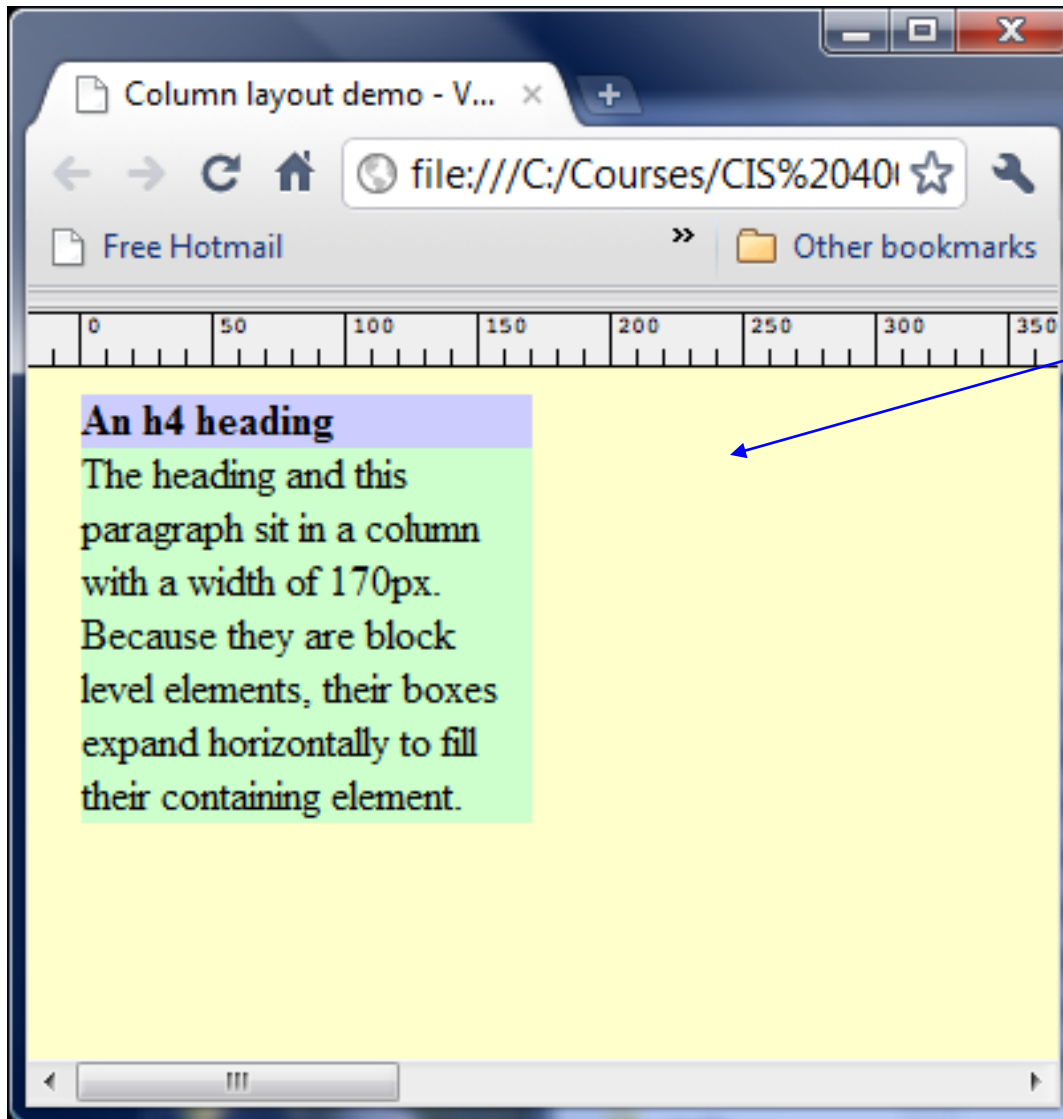 Column layout demo - V...
file:///C:/Courses/CIS%2040
Free Hotmail » Other bookmarks
0 50 100 150 200 250 300 350
An h4 heading
The heading and this
paragraph sit in a column
with a width of 170px.
Because they are block
level elements, their boxes
expand horizontally to fill
their containing element.